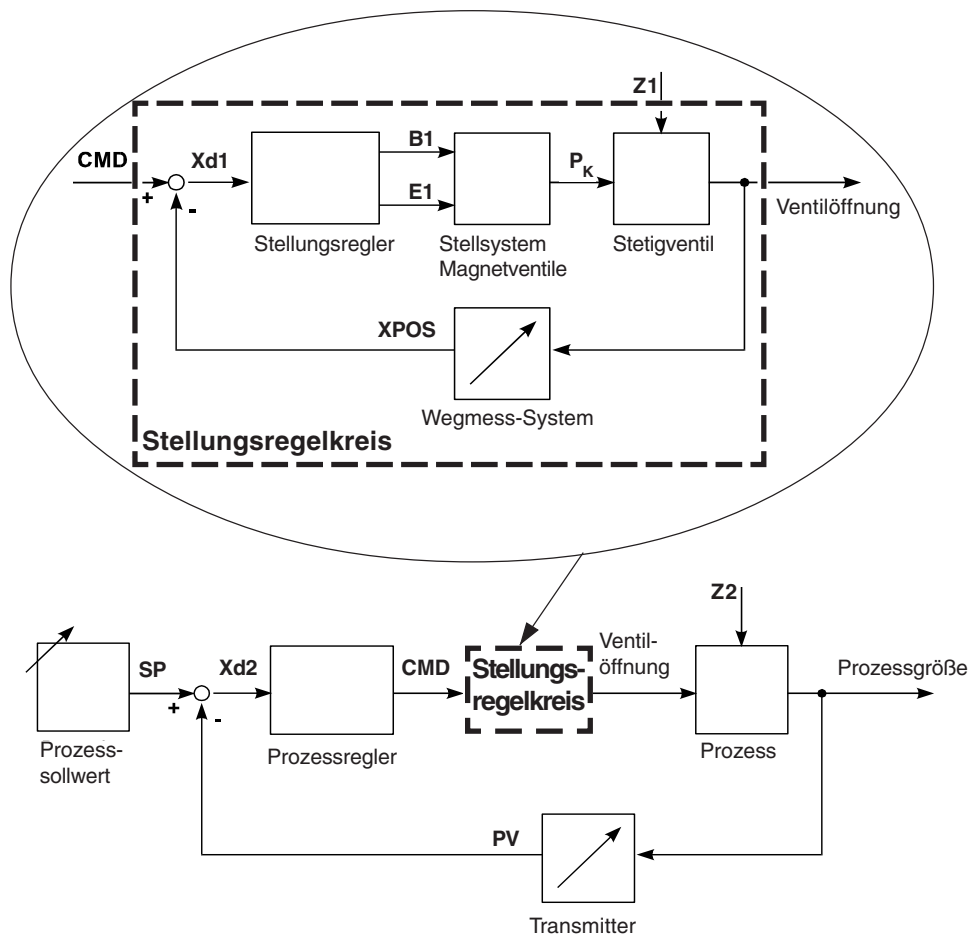 Z1
CMD
Xd1
B1
PK
E1
+
-
Ventilöffnung
Stellungsregler
Stellsystem
Magnetventile
Stetigventil
XPOS
Wegmess-System
Stellungsregelkreis
Z2
SP
Xd2
CMD
Stellungs-
regelkreis
Ventil-
öffnung
Prozessgröße
+
-
Prozess-
sollwert
Prozessregler
Prozess
PV
Transmitter